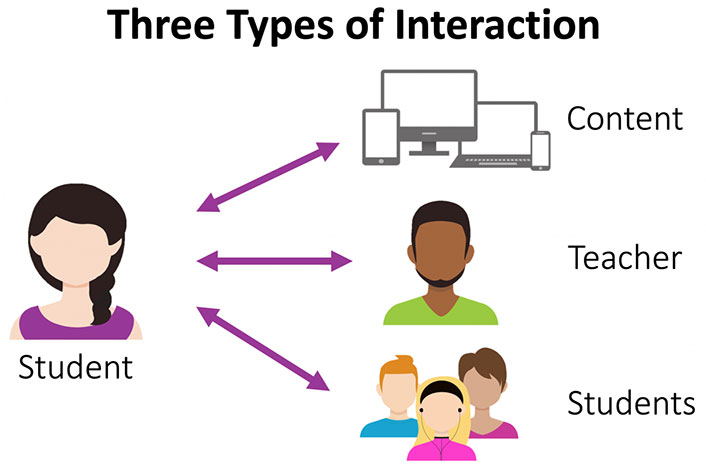 Three Types of Interaction
Content
Teacher
Student
Students